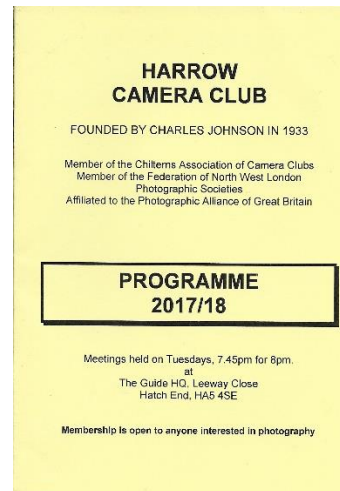 HARROW
CAMERA CLUB
FOUNDED BY CHARLES JOHNSON IN 1933
Member of the Chilterns Association of Camera Clubs
Member of the Federation of North West London
Photographic Societies
Affiliated to the Photographic Alliance of Great Britain
PROGRAMME
2017/18
Meetings held on Tuesdays, 7.45pm for 8pm.
at
The Guide HQ. Leeway Close
Hatch End, HA5 4SE
Membership is open to anyone interested in photography